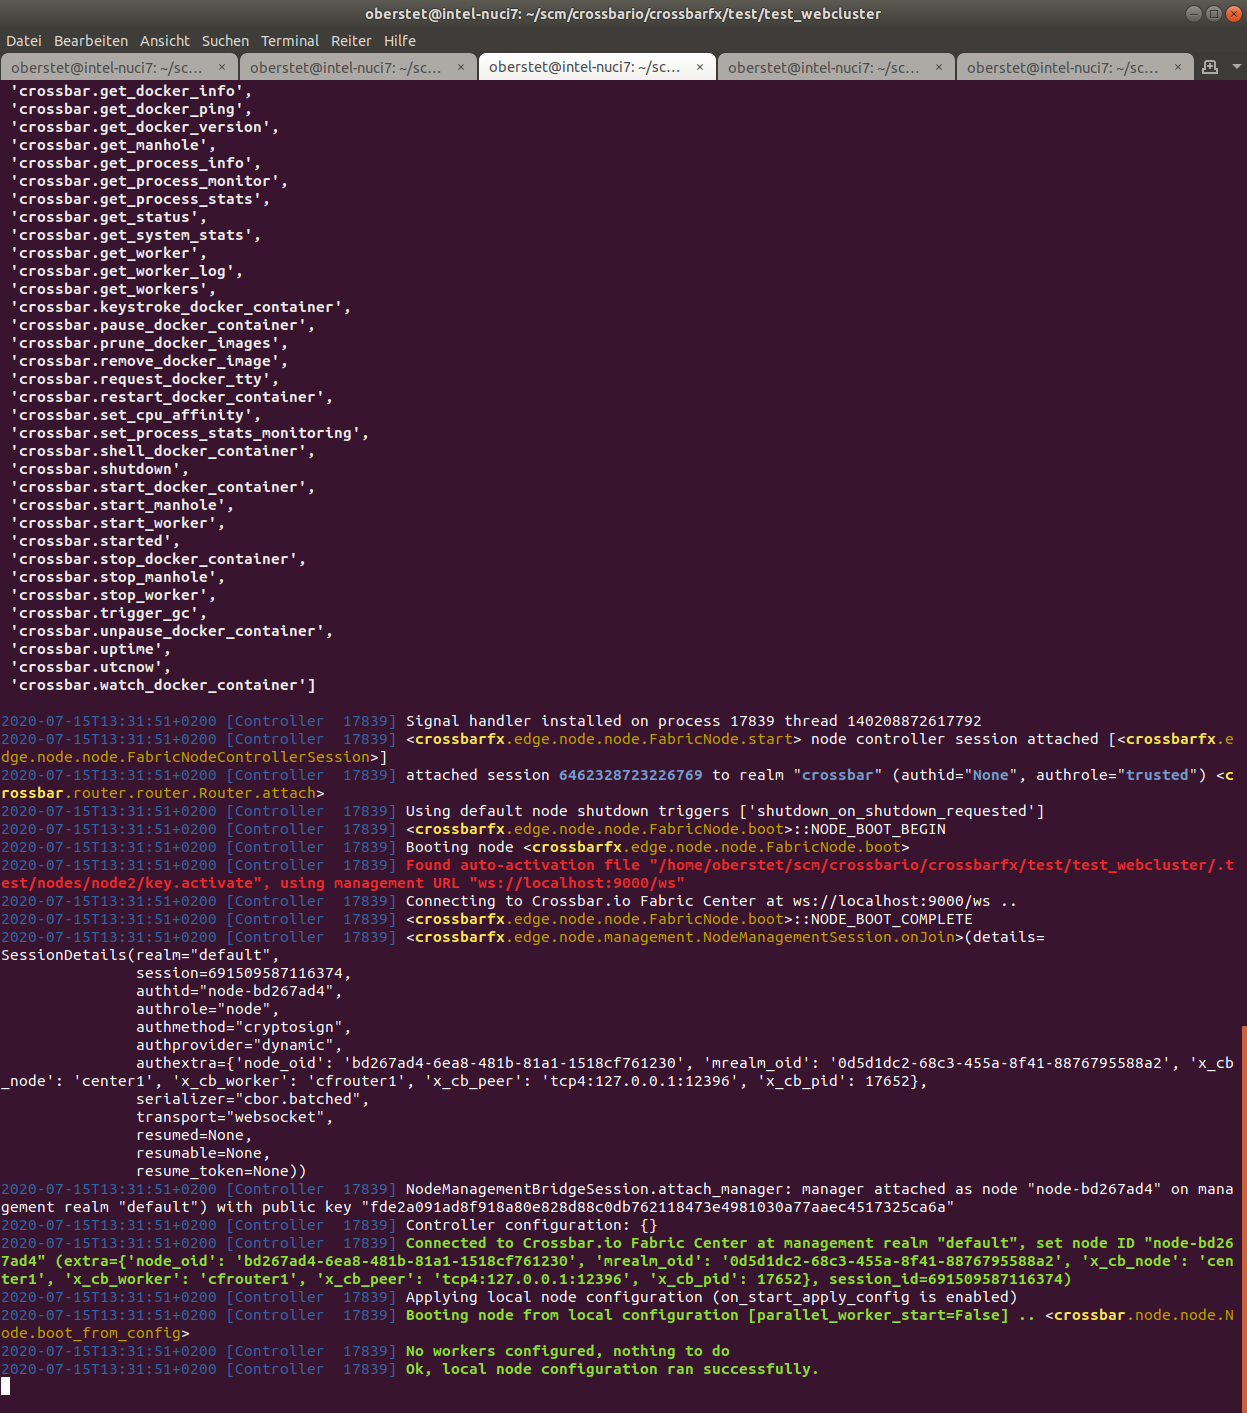 oberstet@intel-nuci7: ~/scm/crossbario/crossbarfx/test/test_webcluster
Datei Bearbeiten Ansicht Suchen Terminal Reiter Hilfe
oberstet@intel-nuci7: ~/sc... × oberstet@intel-nuci7: ~/sc... × oberstet@intel-nuci7: ~/sc... × oberstet@intel-nuci7: ~/sc... × oberstet@intel-nuci7: ~/sc... ×
'crossbar.get_docker_info',
'crossbar.get_docker_ping',
'crossbar.get_docker_version',
'crossbar.get_manhole',
'crossbar.get_process_info',
'crossbar.get_process_monitor',
'crossbar.get_process_stats',
'crossbar.get_status',
'crossbar.get_system_stats',
'crossbar.get_worker',
'crossbar.get_worker_log',
'crossbar.get_workers',
'crossbar.keystroke_docker_container',
'crossbar.pause_docker_container',
'crossbar.prune_docker_images',
'crossbar.remove_docker_image',
'crossbar.request_docker_tty',
'crossbar.restart_docker_container',
'crossbar.set_cpu_affinity',
'crossbar.set_process_stats_monitoring',
'crossbar.shell_docker_container',
'crossbar.shutdown',
'crossbar.start_docker_container',
'crossbar.start_manhole',
'crossbar.start_worker',
'crossbar.started',
'crossbar.stop_docker_container',
'crossbar.stop_manhole',
'crossbar.stop_worker',
'crossbar.trigger_gc',
'crossbar.unpause_docker_container',
'crossbar.uptime',
'crossbar.utcnow',
'crossbar.watch_docker_container']
2020-07-15T13:31:51+0200 [Controller  17839] Signal handler installed on process 17839 thread 140208872617792
2020-07-15T13:31:51+0200 [Controller  17839] <crossbarfx.edge.node.node.FabricNode.start> node controller session attached [<crossbarfx.e
dge.node.node.FabricNodeControllerSession>]
2020-07-15T13:31:51+0200 [Controller  17839] attached session 6462328723226769 to realm "crossbar" (authid="None", authrole="trusted") <c
rossbar.router.router.Router.attach>
2020-07-15T13:31:51+0200 [Controller  17839] Using default node shutdown triggers ['shutdown_on_shutdown_requested']
2020-07-15T13:31:51+0200 [Controller  17839] <crossbarfx.edge.node.node.FabricNode.boot>::NODE_BOOT_BEGIN
2020-07-15T13:31:51+0200 [Controller  17839] Booting node <crossbarfx.edge.node.node.FabricNode.boot>
2020-07-15T13:31:51+0200 [Controller  17839] Found auto-activation file "/home/oberstet/scm/crossbario/crossbarfx/test/test_webcluster/.t
est/nodes/node2/key.activate", using management URL "ws://localhost:9000/ws"
2020-07-15T13:31:51+0200 [Controller  17839] Connecting to Crossbar.io Fabric Center at ws://localhost:9000/ws ..
2020-07-15T13:31:51+0200 [Controller  17839] <crossbarfx.edge.node.node.FabricNode.boot>::NODE_BOOT_COMPLETE
2020-07-15T13:31:51+0200 [Controller  17839] <crossbarfx.edge.node.management.NodeManagementSession.onJoin>(details=
SessionDetails(realm="default",
session=691509587116374,
authid="node-bd267ad4",
authrole="node",
authmethod="cryptosign",
authprovider="dynamic",
authextra={'node_oid': 'bd267ad4-6ea8-481b-81a1-1518cf761230', 'mrealm_oid': '0d5d1dc2-68c3-455a-8f41-8876795588a2', 'x_cb
_node': 'center1', 'x_cb_worker': 'cfrouter1', 'x_cb_peer': 'tcp4:127.0.0.1:12396', 'x_cb_pid': 17652},
serializer="cbor.batched",
transport="websocket",
resumed=None,
resumable=None,
resume_token=None))
2020-07-15T13:31:51+0200 [Controller  17839] NodeManagementBridgeSession.attach_manager: manager attached as node "node-bd267ad4" on mana
gement realm "default") with public key "fde2a091ad8f918a80e828d88c0db762118473e4981030a77aaec4517325ca6a"
2020-07-15T13:31:51+0200 [Controller  17839] Controller configuration: {}
2020-07-15T13:31:51+0200 [Controller  17839] Connected to Crossbar.io Fabric Center at management realm "default", set node ID "node-bd26
7ad4" (extra={'node_oid': 'bd267ad4-6ea8-481b-81a1-1518cf761230', 'mrealm_oid': '0d5d1dc2-68c3-455a-8f41-8876795588a2', 'x_cb_node': 'cen
ter1', 'x_cb_worker': 'cfrouter1', 'x_cb_peer': 'tcp4:127.0.0.1:12396', 'x_cb_pid': 17652}, session_id=691509587116374)
2020-07-15T13:31:51+0200 [Controller  17839] Applying local node configuration (on_start_apply_config is enabled)
2020-07-15T13:31:51+0200 [Controller  17839] Booting node from local configuration [parallel_worker_start=False] .. <crossbar.node.node.N
ode.boot_from_config>
2020-07-15T13:31:51+0200 [Controller  17839] No workers configured, nothing to do
2020-07-15T13:31:51+0200 [Controller  17839] Ok, local node configuration ran successfully.